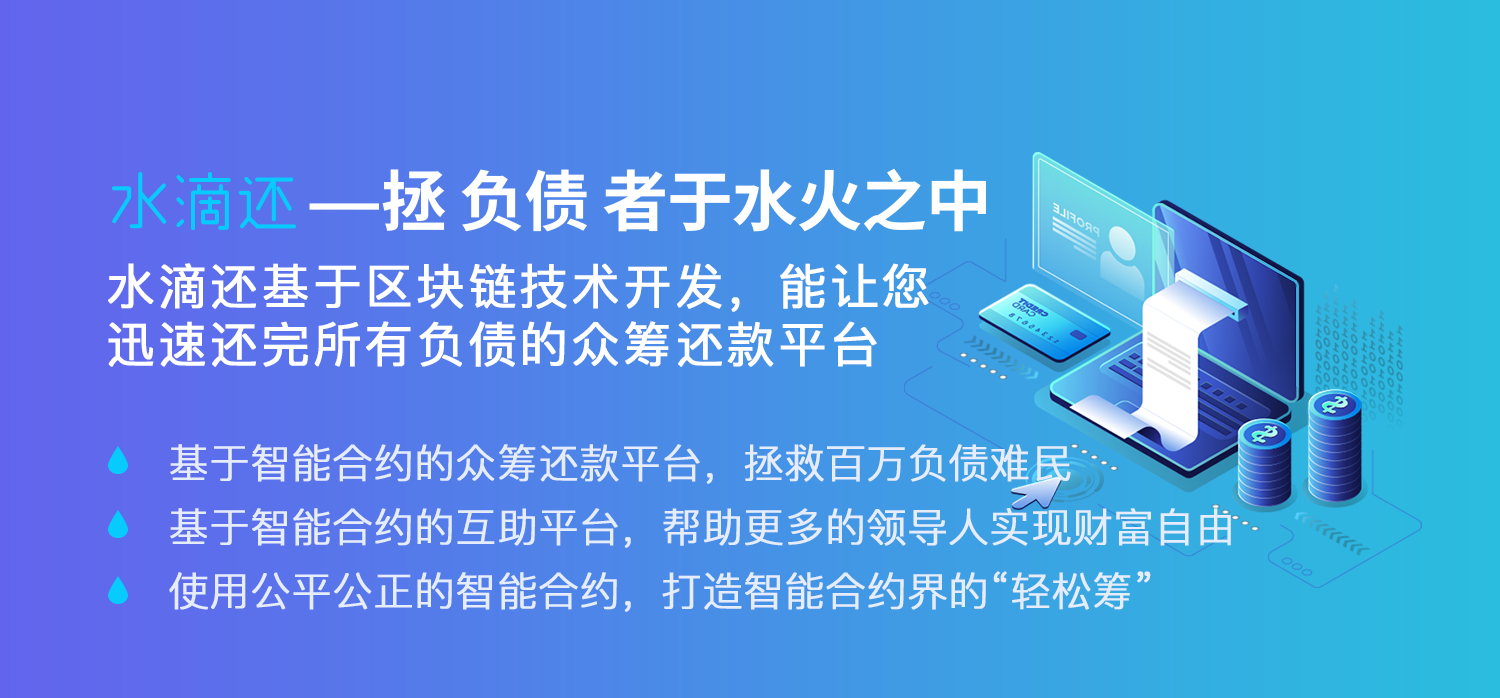 水滴还 —拯 负债 者于水火之中
水滴还基于区块链技术开发，能让您
迅速还完所有负债的众筹还款平台
基于智能合约的众筹还款平台，拯救百万负债难民
基于智能合约的互助平台，帮助更多的领导人实现财富自由
使用公平公正的智能合约，打造智能合约界的“轻松筹”
PROFILE
CREDIT
CARD